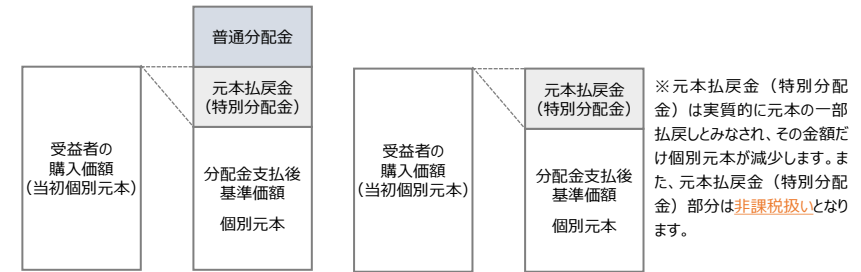 普通分配金
元本払戻金
(特別分配金)
受益者の
購入価額
(当初個別元本)
分配金支払後
基準価額
個別元本
元本払戻金
(特別分配金)
受益者の
購入価額
(当初個別元本)
分配金支払後
基準価額
個別元本
※元本払戻金（特別分配
金）は実質的に元本の一部
払戻しとみなされ、その金額だ
け個別元本が減少します。ま
た、元本払戻金（特別分配
金）部分は非課税扱いとなり
ます。